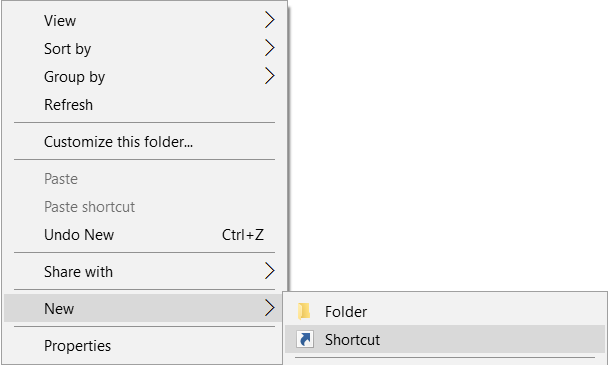 View
Sort by
Group by
Refresh
Customize this folder...
Paste
Paste shortcut
Undo New Ctrl+Z
Share with
New
Folder
Shortcut
Properties